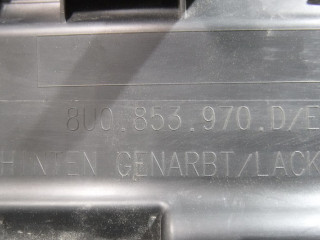 8U0.853.970.D/E
HINTEN GENARBT/LACK